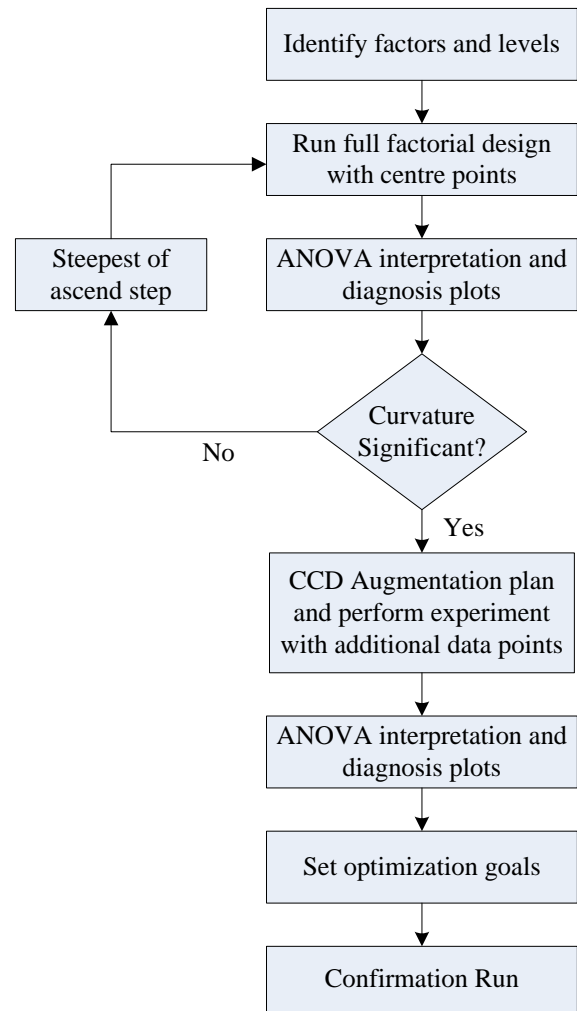 Identify factors and levels
Run full factorial design
with centre points
Steepest of
ascend step
ANOVA interpretation and
diagnosis plots
Curvature
Significant?
No
Yes
CCD Augmentation plan
and perform experiment
with additional data points
ANOVA interpretation and
diagnosis plots
Set optimization goals
Confirmation Run